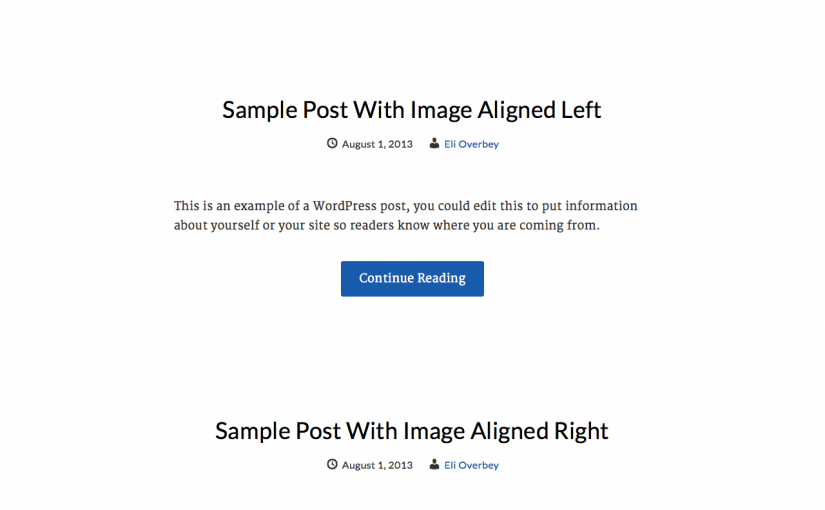 Sample Post With Image Aligned Left
August 1, 2013 Eli Overbey
This is an example of a WordPress post, you could edit this to put information
about yourself or your site so readers know where you are coming from.
Continue Reading
Sample Post With Image Aligned Right
August 1, 2013 Eli Overbey